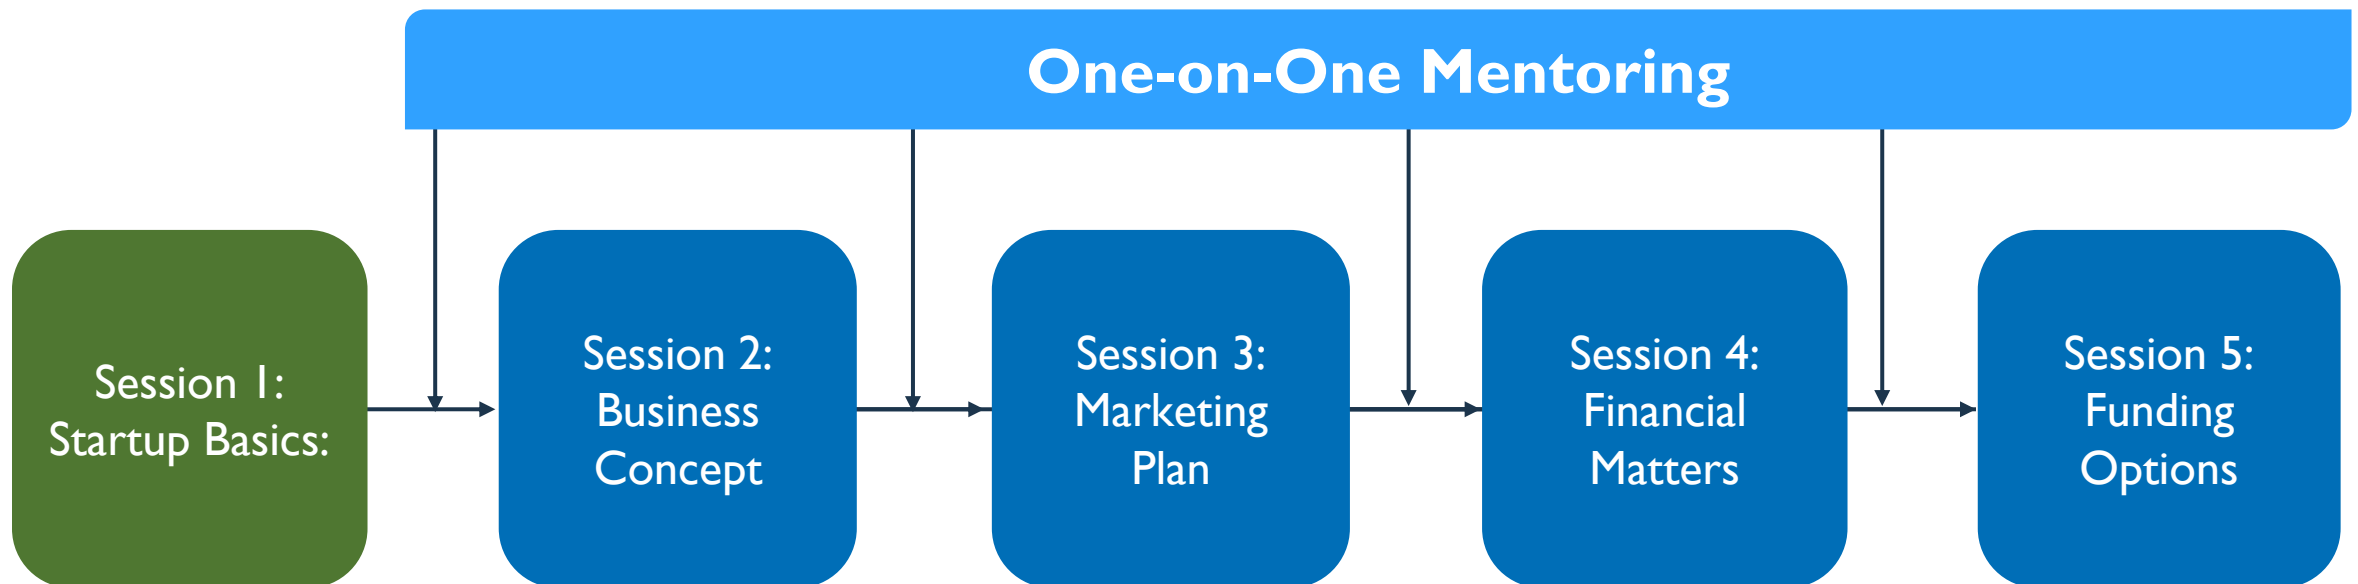 One-on-One Mentoring
Session 1:
Startup Basics:
Session 2:
Business
Concept
Session 3:
Marketing
Plan
Session 4:
Financial
Matters
Session 5:
Funding
Options